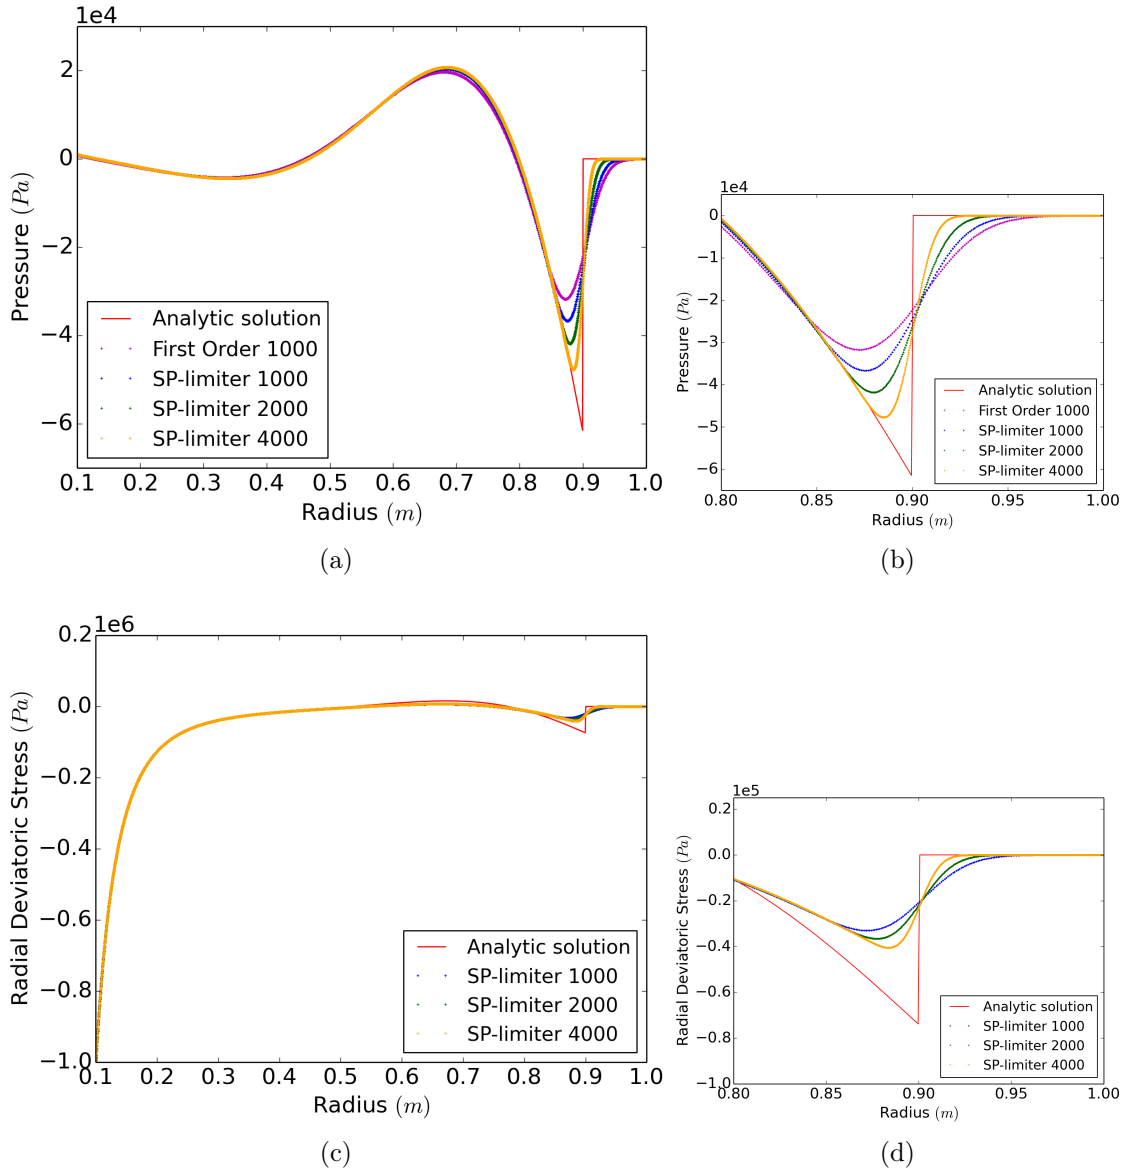 1e4
2
0
−2
−4
−6
Pressure (Pa)
Analytic solution
First Order 1000
SP-limiter 1000
SP-limiter 2000
SP-limiter 4000
0.1 0.2 0.3 0.4 0.5 0.6 0.7 0.8 0.9 1.0
Radius (m)
(a)
1e4
0
−1
−2
−3
−4
−5
−6
Pressure (Pa)
Analytic solution
First Order 1000
SP-limiter 1000
SP-limiter 2000
SP-limiter 4000
0.80 0.85 0.90 0.95 1.00
Radius (m)
(b)
1e6
0.2
0.0
−0.2
−0.4
−0.6
−0.8
−1.0
Radial Deviatoric Stress (Pa)
Analytic solution
SP-limiter 1000
SP-limiter 2000
SP-limiter 4000
0.1 0.2 0.3 0.4 0.5 0.6 0.7 0.8 0.9 1.0
Radius (m)
(c)
1e5
0.2
0.0
−0.2
−0.4
−0.6
−0.8
−1.0
Radial Deviatoric Stress (Pa)
Analytic solution
SP-limiter 1000
SP-limiter 2000
SP-limiter 4000
0.80 0.85 0.90 0.95 1.00
Radius (m)
(d)